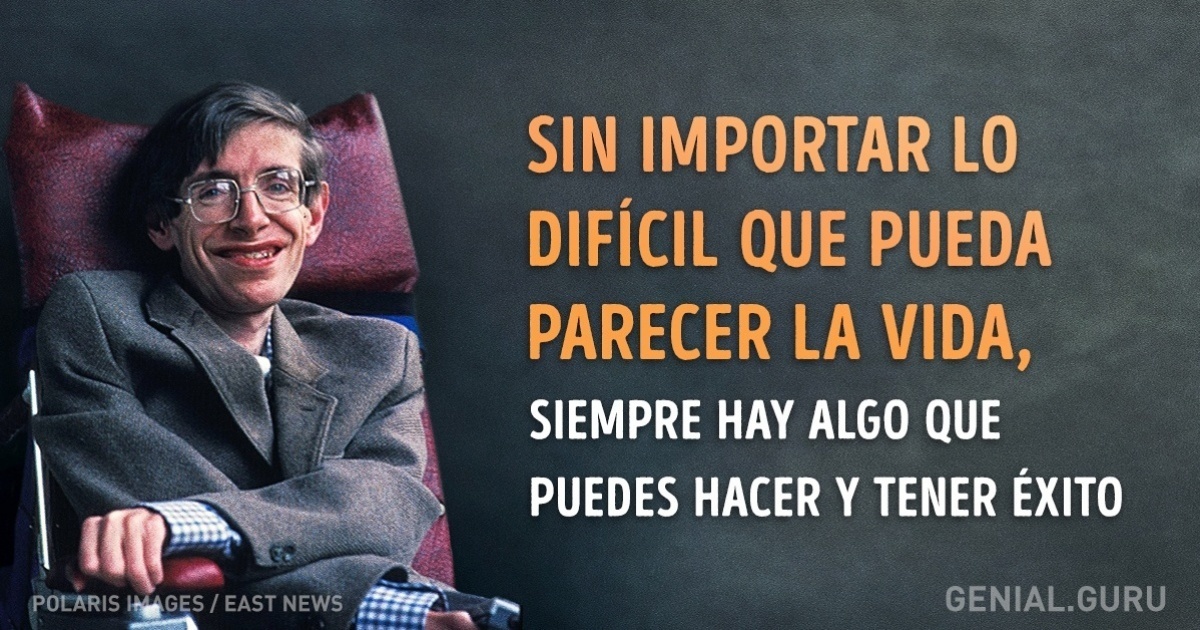 SIN IMPORTAR LO
DIFÍCIL QUE PUEDA
PARECER LA VIDA,
SIEMPRE HAY ALGO QUE
PUEDES HACER Y TENER ÉXITO
POLARIS IMAGES / EAST NEWS
GENIAL.GURU